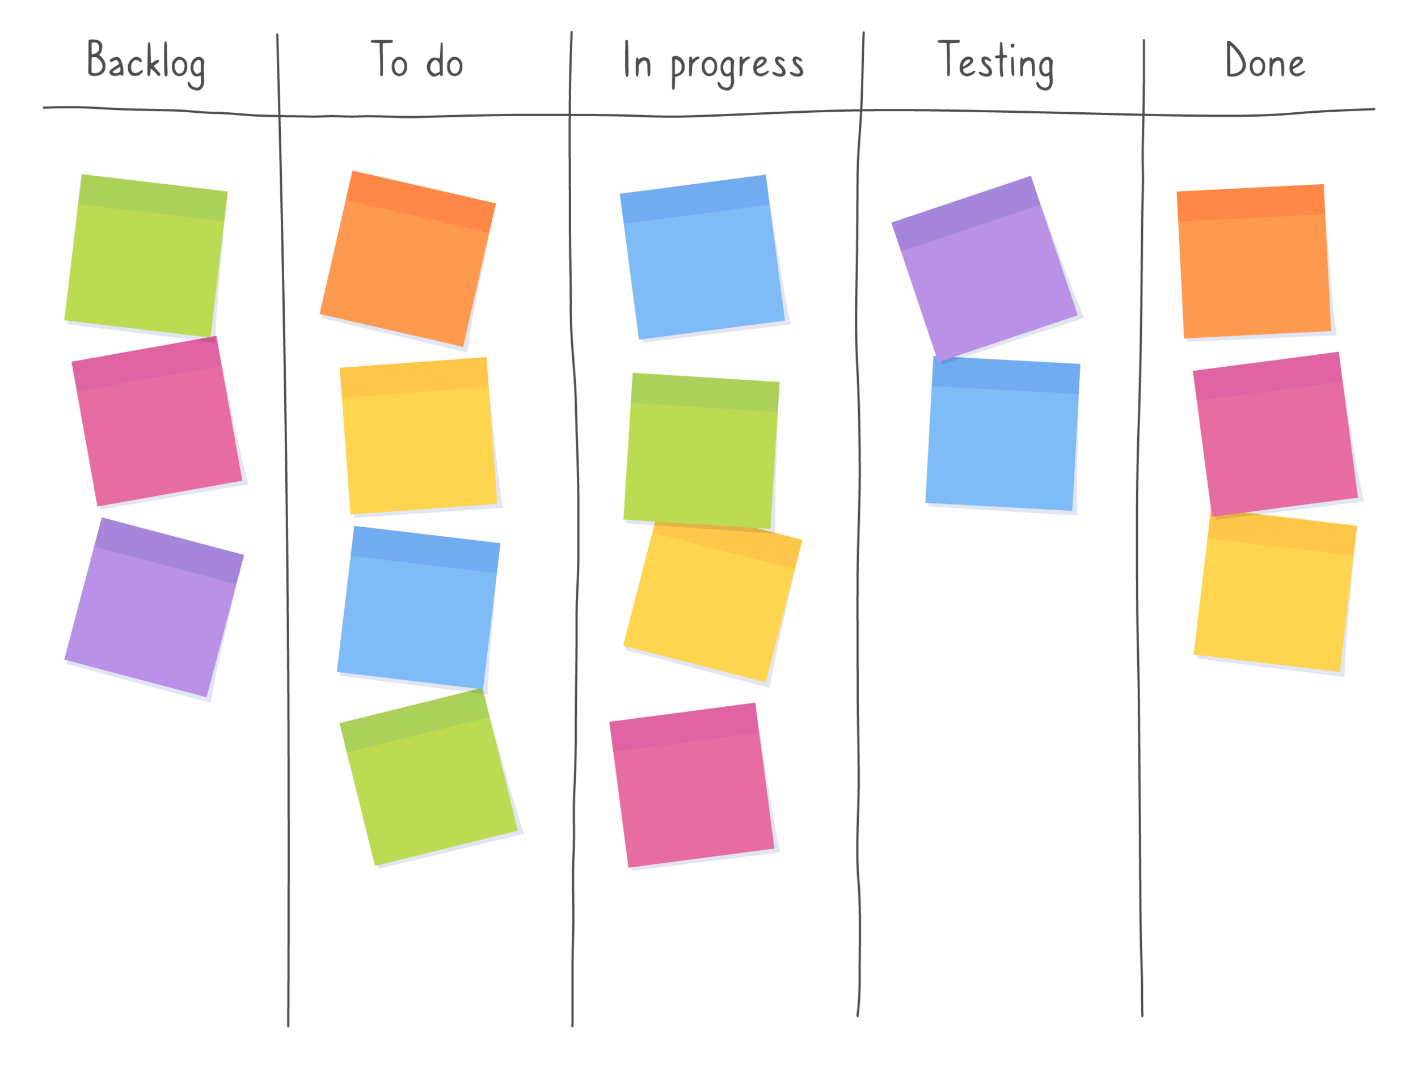 Backlog
To do
In progress
Testing
Done